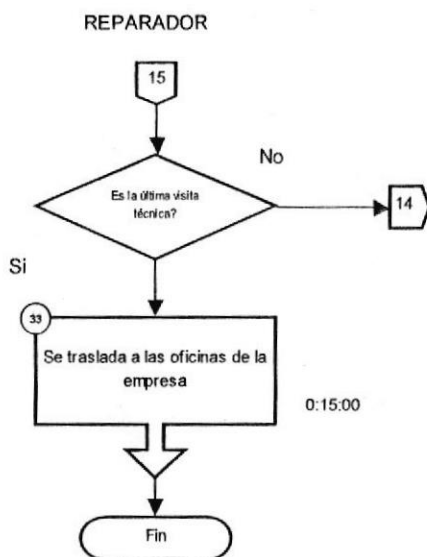 REPARADOR
15
No
Es la última visita
técnica?
14
Si
33
Se traslada a las oficinas de la
empresa
0:15:00
Fin